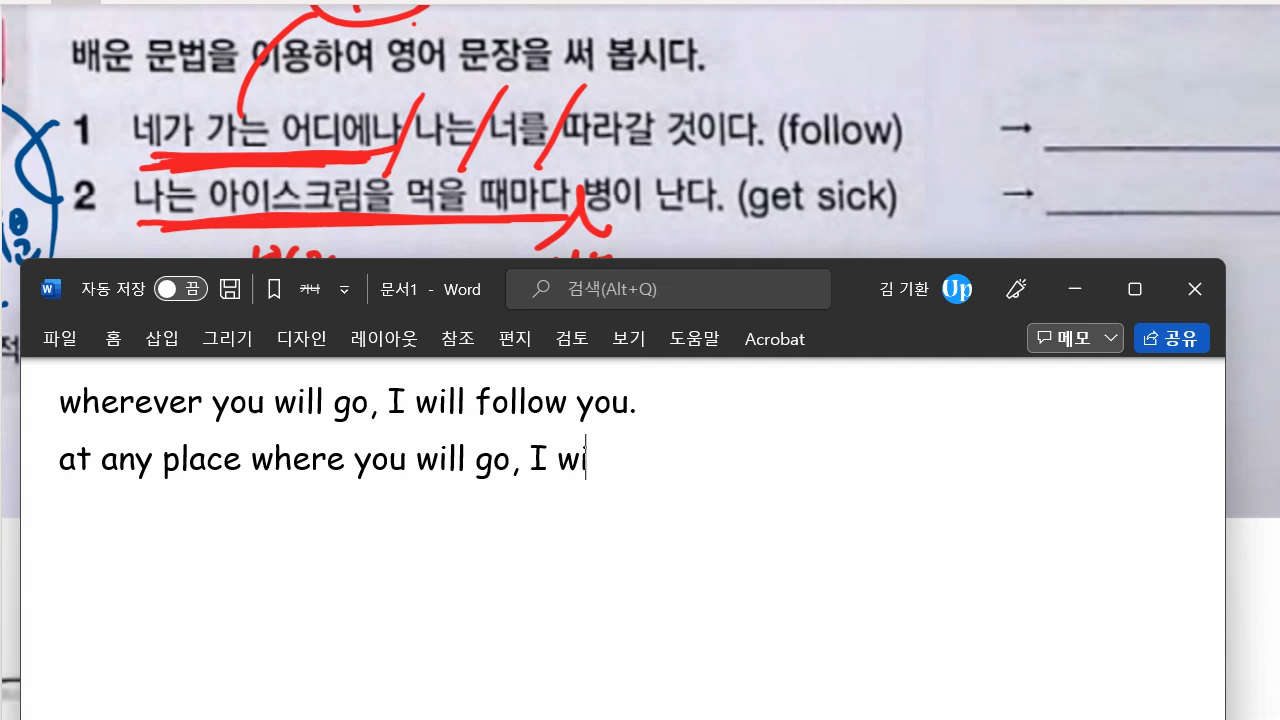 배운 문법을 이용하여 영어 문장을 써 봅시다.
1 네가 가는 어디에나 나는 너를 따라갈 것이다. (follow) →
2 나는 아이스크림을 먹을 때마다 병이 난다. (get sick) →
적
자동 저장 끔 가나 문서1 - Word 검색(Alt+Q) 김 기환 Up
파일 홈 삽입 그리기 디자인 레이아웃 참조 편지 검토 보기 도움말 Acrobat 메모 공유
wherever you will go, I will follow you.
at any place where you will go, I wi